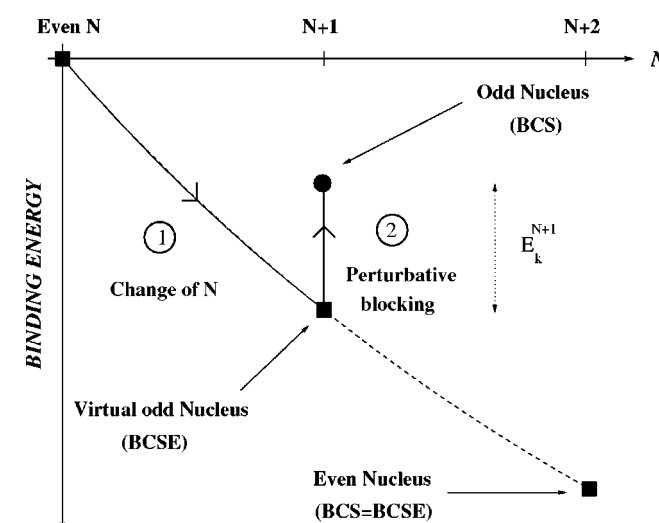 Even N
N+1
N+2
N
Odd Nucleus
(BCS)
BINDING ENERGY
1
2
E_k^{N+1}
Change of N
Perturbative
blocking
Virtual odd Nucleus
(BCSE)
Even Nucleus
(BCS=BCSE)